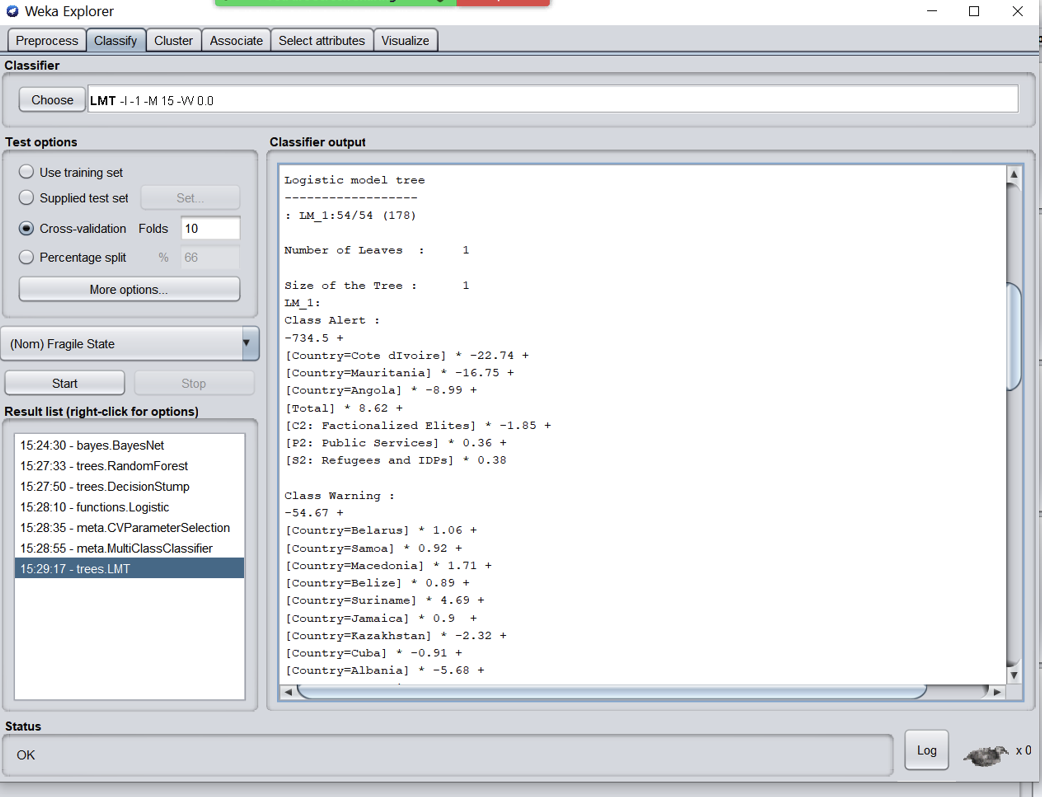 Weka Explorer
Preprocess Classify Cluster Associate Select attributes Visualize
Classifier
Choose LMT -I -1 -M 15 -W 0.0
Test options
Use training set
Supplied test set Set...
Cross-validation Folds 10
Percentage split % 66
More options...
(Nom) Fragile State
Start Stop
Result list (right-click for options)
15:24:30 - bayes.BayesNet
15:27:33 - trees.RandomForest
15:27:50 - trees.DecisionStump
15:28:10 - functions.Logistic
15:28:35 - meta.CVParameterSelection
15:28:55 - meta.MultiClassClassifier
15:29:17 - trees.LMT
Classifier output
Logistic model tree
------------------
: LM_1:54/54 (178)
Number of Leaves : 1
Size of the Tree : 1
LM_1:
Class Alert :
-734.5 +
[Country=Cote dIvoire] * -22.74 +
[Country=Mauritania] * -16.75 +
[Country=Angola] * -8.99 +
[Total] * 8.62 +
[C2: Factionalized Elites] * -1.85 +
[P2: Public Services] * 0.36 +
[S2: Refugees and IDPs] * 0.38
Class Warning :
-54.67 +
[Country=Belarus] * 1.06 +
[Country=Samoa] * 0.92 +
[Country=Macedonia] * 1.71 +
[Country=Belize] * 0.89 +
[Country=Suriname] * 4.69 +
[Country=Jamaica] * 0.9 +
[Country=Kazakhstan] * -2.32 +
[Country=Cuba] * -0.91 +
[Country=Albania] * -5.68 +
Status
OK
Log
x 0